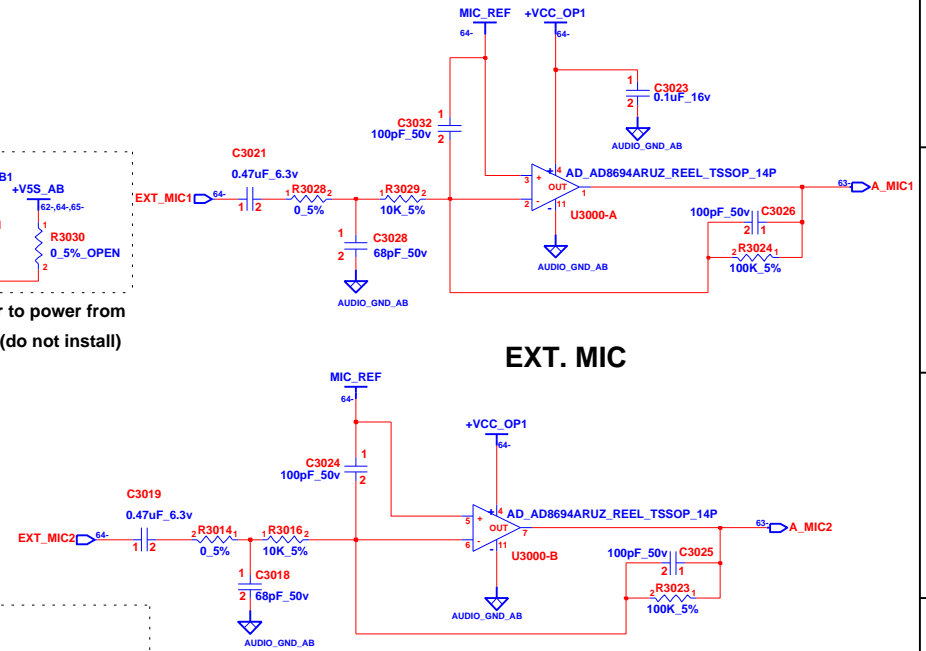 MIC_REF
+VCC_OP1
64-
64-
1
2
C3023
0.1uF_16v
AUDIO_GND_AB
1
C3032
100pF_50v
2
C3021
0.47uF_6.3v
EXT_MIC1
64-
1 2
1 R3028 2
0_5%
1 R3029 2
10K_5%
1
2
C3028
68pF_50v
AUDIO_GND_AB
3 +
2 -
+ 4
OUT 1
- 11
AD_AD8694ARUZ_REEL_TSSOP_14P
U3000-A
AUDIO_GND_AB
63-
A_MIC1
100pF_50v
C3026
2 1
2 R3024 1
100K_5%
B1
+V5S_AB
62-,64-,65-
1
R3030
0_5%_OPEN
2
r to power from
(do not install)
EXT. MIC
MIC_REF
64-
+VCC_OP1
64-
1
C3024
100pF_50v
2
C3019
0.47uF_6.3v
EXT_MIC2
64-
1 2
2 R3014 1
0_5%
1 R3016 2
10K_5%
1
2
C3018
68pF_50v
AUDIO_GND_AB
5 +
6 -
+ 4
OUT 7
- 11
AD_AD8694ARUZ_REEL_TSSOP_14P
U3000-B
AUDIO_GND_AB
63-
A_MIC2
100pF_50v
C3025
2 1
2 R3023 1
100K_5%